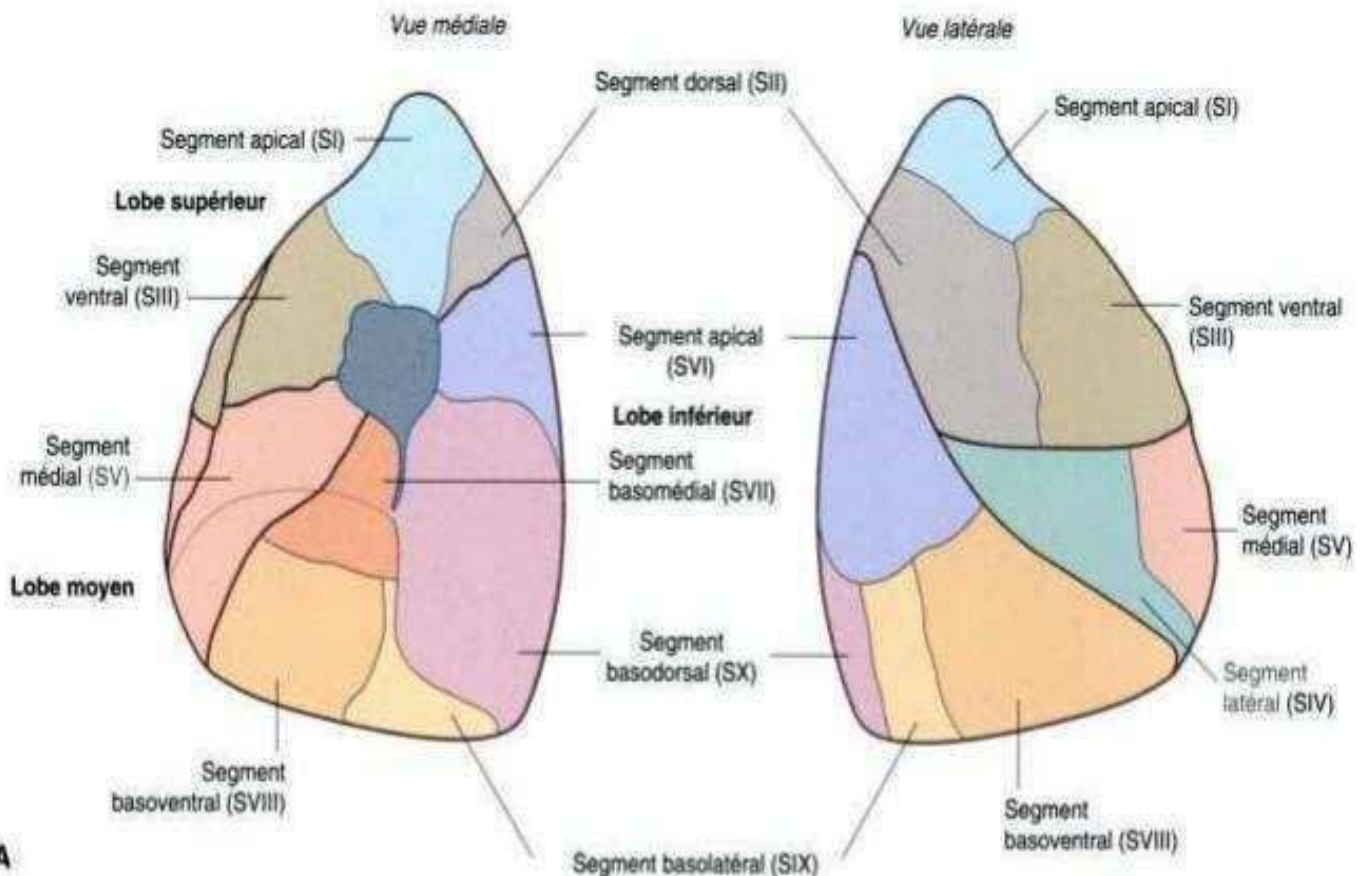 Vue médiale
Vue latérale
Segment dorsal (SII)
Segment apical (SI)
Segment apical (SI)
Lobe supérieur
Segment
ventral (SIII)
Segment ventral
(SIII)
Segment apical
(SVI)
Lobe inférieur
Segment
médial (SV)
Segment
basomédial (SVII)
Segment
médial (SV)
Lobe moyen
Segment
basodorsal (SX)
Segment
latéral (SIV)
Segment
basoventral (SVIII)
Segment
basoventral (SVIII)
Segment basolatéral (SIX)
A